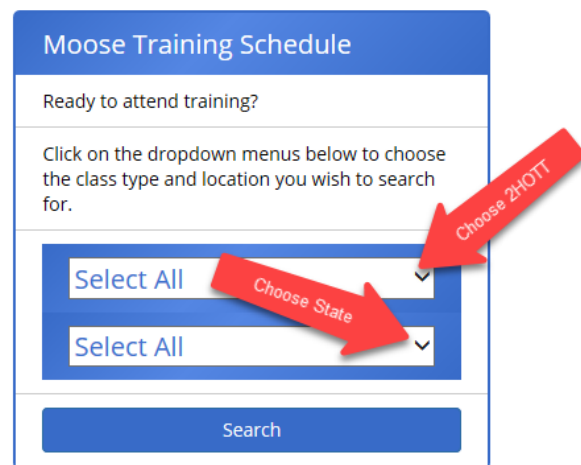 Moose Training Schedule
Ready to attend training?
Click on the dropdown menus below to choose
the class type and location you wish to search
for.
Choose 2HOTT
Select All
Choose State
Select All
Search